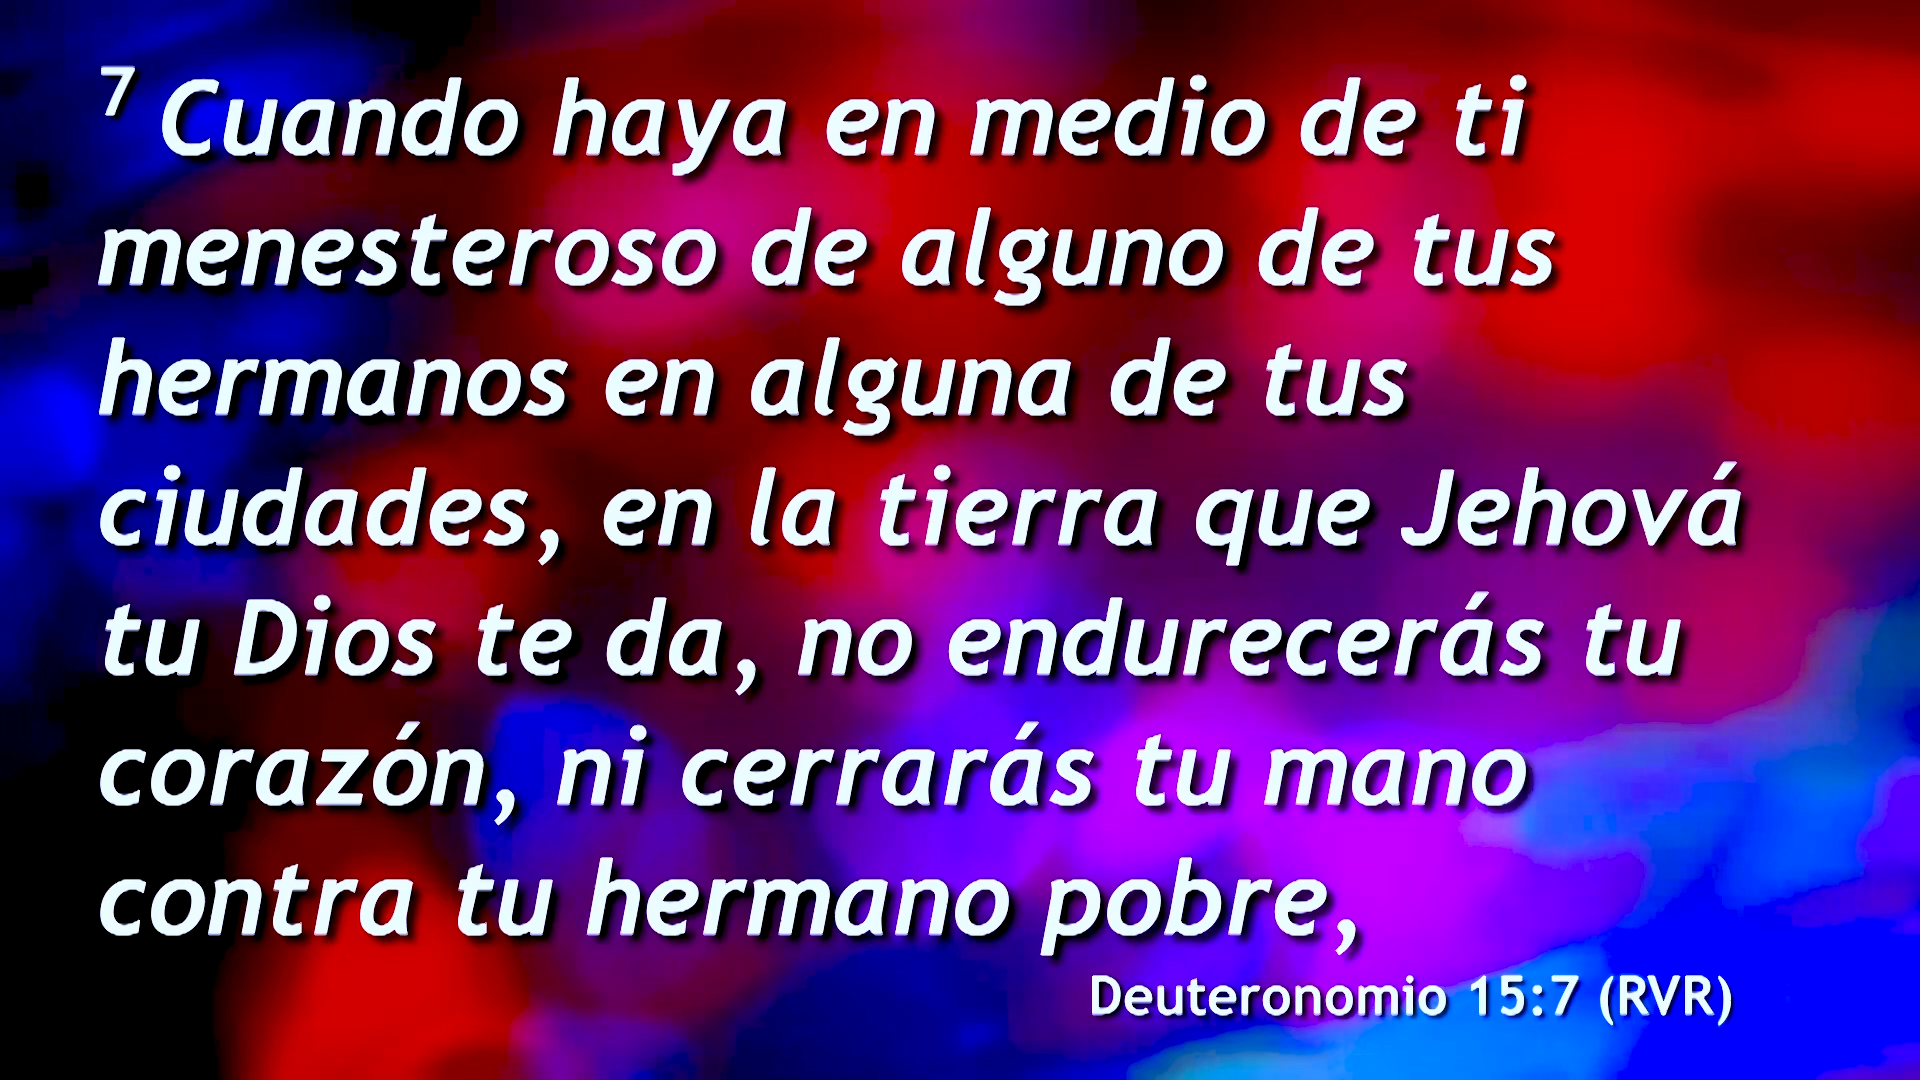 7 Cuando haya en medio de ti
menesteroso de alguno de tus
hermanos en alguna de tus
ciudades, en la tierra que Jehová
tu Dios te da, no endurecerás tu
corazón, ni cerrarás tu mano
contra tu hermano pobre,
Deuteronomio 15:7 (RVR)